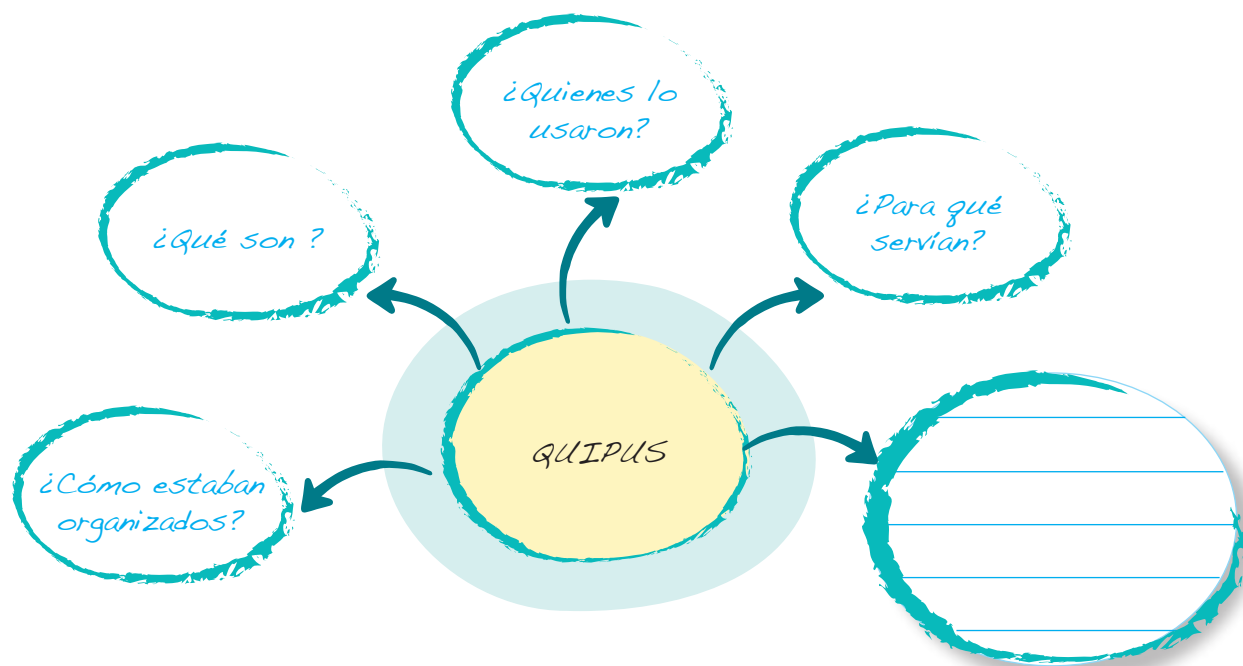 ¿Quienes lo
usaron?
¿Qué son ?
¿Para qué
servían?
QUIPUS
¿Cómo estaban
organizados?